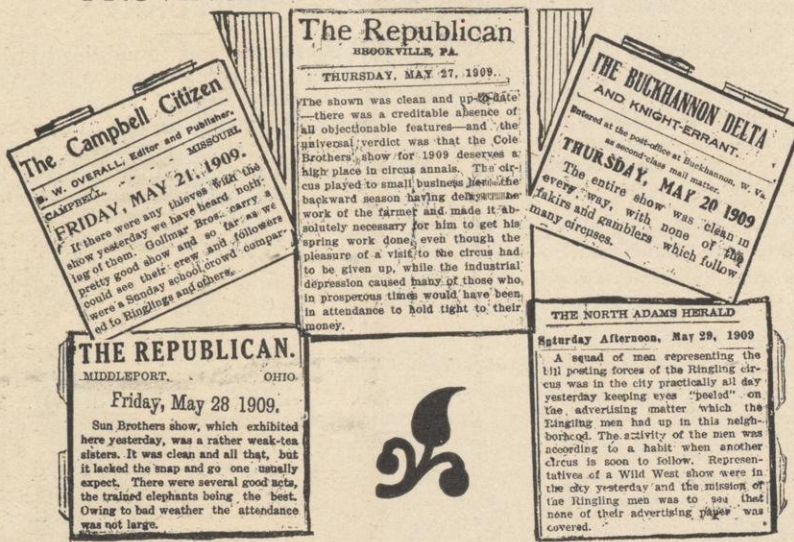 The Republican
BROOKVILLE, PA.
THURSDAY, MAY 27, 1909..
The shown was clean and up-to-date
—there was a creditable absence of
all objectionable features—and the
universal verdict was that the Cole
Brothers' show for 1909 deserves a
high place in circus annals. The cir-
cus played to small business here the
backward season having delayed the
work of the farmer and made it ab-
solutely necessary for him to get his
spring work done, even though the
pleasure of a visit to the circus had
to be given up, while the industrial
depression caused many of those who,
in prosperous times would have been
in attendance to hold tight to their
money.
The Campbell Citizen
S. W. OVERALL, Editor and Publisher.
CAMPBELL MISSOURI,
FRIDAY, MAY 21, 1909.
If there were any thieves with the
show yesterday we have heard noth-
ing of them. Gollmar Bros. carry a
pretty good show and so far as we
could see their crew and followers
were a Sunday school crowd compar-
ed to Ringlings and others.
THE BUCKHANNON DELTA
AND KNIGHT-ERRANT.
Entered at the post-office at Buckhannon, W. Va.
as second class mail matter.
THURSDAY, MAY 20 1909
The entire show was clean in
every way, with none of the
fakirs and gamblers which follow
many circuses.
THE REPUBLICAN.
MIDDLEPORT, OHIO
Friday, May 28 1909.
Sun Brothers show, which exhibited
here yesterday, was a rather weak-tea
sisters. It was clean and all that, but
it lacked the snap and go one usually
expect. There were several good acts,
the trained elephants being the best.
Owing to bad weather the attendance
was not large.
THE NORTH ADAMS HERALD
Saturday Afternoon, May 29, 1909
A squad of men representing the
bill posting forces of the Ringling cir-
cus was in the city practically all day
yesterday keeping eyes "peeled" on
the advertising matter which the
Ringling men had up in this neigh-
borhood. The activity of the men was
according to a habit when another
circus is soon to follow. Represen-
tatives of a Wild West show were in
the city yesterday and the mission of
the Ringling men was to see that
none of their advertising paper was
covered.